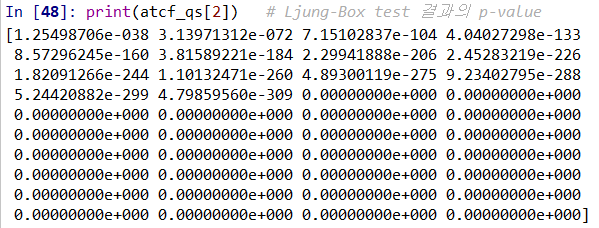 In [48]: print(atcf_qs[2])   # Ljung-Box test 결과의 p-value
[1.25498706e-038 3.13971312e-072 7.15102837e-104 4.04027298e-133
 8.57296245e-160 3.81589221e-184 2.29941888e-206 2.45283219e-226
 1.82091266e-244 1.10132471e-260 4.89300119e-275 9.23402795e-288
 5.24420882e-299 4.79859560e-309 0.00000000e+000 0.00000000e+000
 0.00000000e+000 0.00000000e+000 0.00000000e+000 0.00000000e+000
 0.00000000e+000 0.00000000e+000 0.00000000e+000 0.00000000e+000
 0.00000000e+000 0.00000000e+000 0.00000000e+000 0.00000000e+000
 0.00000000e+000 0.00000000e+000 0.00000000e+000 0.00000000e+000
 0.00000000e+000 0.00000000e+000 0.00000000e+000 0.00000000e+000
 0.00000000e+000 0.00000000e+000 0.00000000e+000 0.00000000e+000]